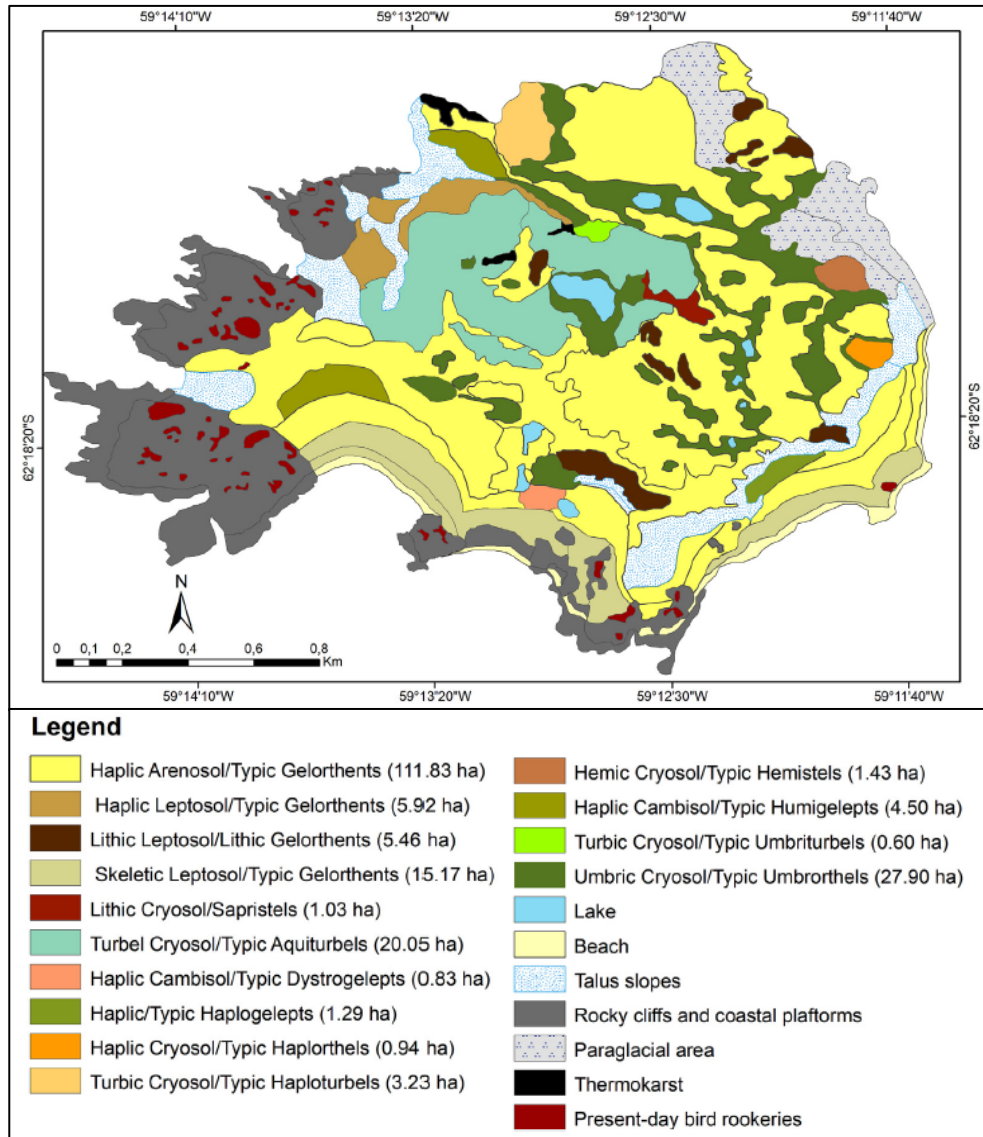 59°14'10"W 59°13'20"W 59°12'30"W 59°11'40"W
62°18'20"S
62°18'20"S
N
0 0,1 0,2 0,4 0,6 0,8
Km
59°14'10"W 59°13'20"W 59°12'30"W 59°11'40"W
Legend
Haplic Arenosol/Typic Gelorthents (111.83 ha)
Haplic Leptosol/Typic Gelorthents (5.92 ha)
Lithic Leptosol/Lithic Gelorthents (5.46 ha)
Skeletic Leptosol/Typic Gelorthents (15.17 ha)
Lithic Cryosol/Sapristels (1.03 ha)
Turbel Cryosol/Typic Aquiturbels (20.05 ha)
Haplic Cambisol/Typic Dystrogelepts (0.83 ha)
Haplic/Typic Haplogelepts (1.29 ha)
Haplic Cryosol/Typic Haplorthels (0.94 ha)
Turbic Cryosol/Typic Haploturbels (3.23 ha)
Hemic Cryosol/Typic Hemistels (1.43 ha)
Haplic Cambisol/Typic Humigelepts (4.50 ha)
Turbic Cryosol/Typic Umbriturbels (0.60 ha)
Umbric Cryosol/Typic Umbrorthels (27.90 ha)
Lake
Beach
Talus slopes
Rocky cliffs and coastal plaftorms
Paraglacial area
Thermokarst
Present-day bird rookeries